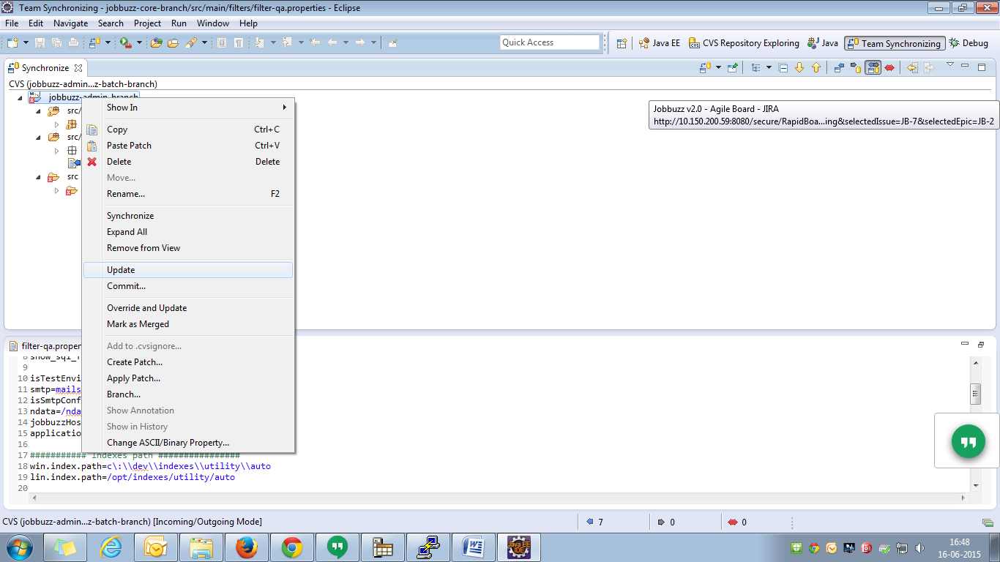 Team Synchronizing - jobbuzz-core-branch/src/main/filters/filter-qa.properties - Eclipse
File Edit Navigate Search Project Run Window Help
Quick Access
Java EE CVS Repository Exploring Java Team Synchronizing Debug
Synchronize
CVS (jobbuzz-admin...z-batch-branch)
jobbuzz-admin-branch
src/
src/
src
Show In
Copy Ctrl+C
Paste Patch Ctrl+V
Delete Delete
Move...
Rename... F2
Synchronize
Expand All
Remove from View
Update
Commit...
Override and Update
Mark as Merged
Add to .cvsignore...
Create Patch...
Apply Patch...
Branch...
Show Annotation
Show in History
Change ASCII/Binary Property...
Jobbuzz v2.0 - Agile Board - JIRA
http://10.150.200.59:8080/secure/RapidBoa...ing&selectedIssue=JB-7&selectedEpic=JB-2
filter-qa.proper
8 show_sql_
9
10 isTestEnvi
11 smtp=mails
12 isSmtpConf
13 ndata=/nda
14 jobbuzzHos
15 applicatio
16
17 ########### Indexes path ################
18 win.index.path=c\:\\dev\\indexes\\utility\\auto
19 lin.index.path=/opt/indexes/utility/auto
20
CVS (jobbuzz-admin...z-batch-branch) [Incoming/Outgoing Mode] 7 0 0
Java EE
IDE
16:48
16-06-2015